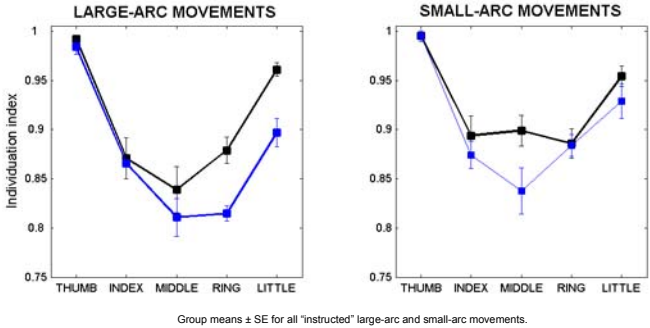 LARGE-ARC MOVEMENTS
SMALL-ARC MOVEMENTS
Individuation index
1
0.95
0.9
0.85
0.8
0.75
THUMB INDEX MIDDLE RING LITTLE
1
0.95
0.9
0.85
0.8
0.75
THUMB INDEX MIDDLE RING LITTLE
Group means ± SE for all “instructed” large-arc and small-arc movements.